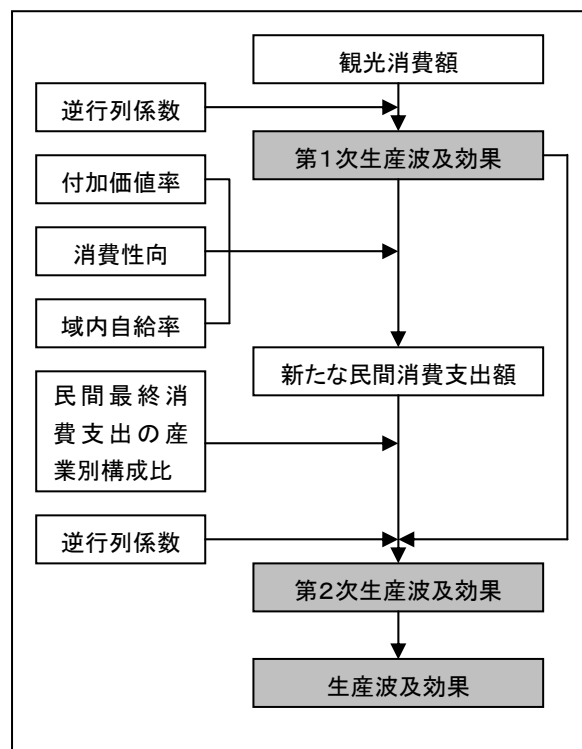 観光消費額
逆行列係数
第1次生産波及効果
付加価値率
消費性向
域内自給率
新たな民間消費支出額
民間最終消
費支出の産
業別構成比
逆行列係数
第2次生産波及効果
生産波及効果